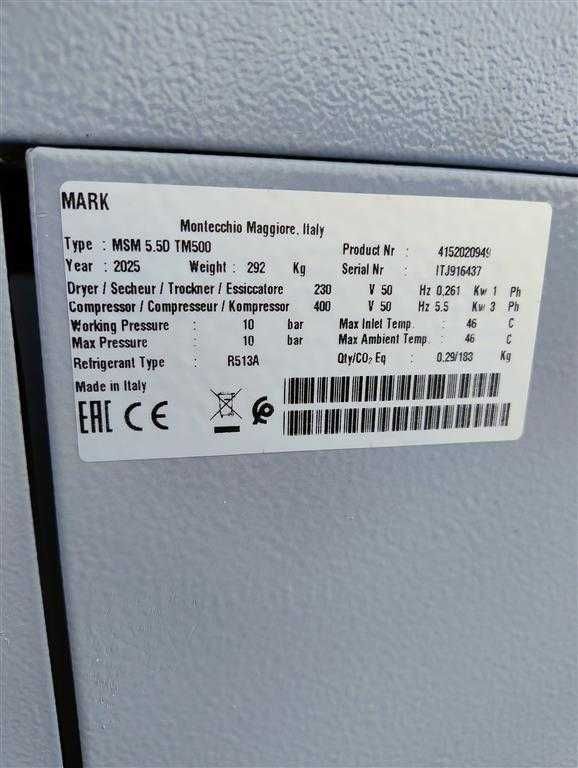 MARK
Montecchio Maggiore, Italy
Type : MSM 5.5D TM500 Product Nr : 4152020949
Year : 2025 Weight : 292 Kg Serial Nr : ITJ916437
Dryer / Secheur / Trockner / Essiccatore 230 V 50 Hz 0,261 Kw 1 Ph
Compressor / Compresseur / Kompressor 400 V 50 Hz 5.5 Kw 3 Ph
Working Pressure : 10 bar Max Inlet Temp. : 46 C
Max Pressure : 10 bar Max Ambient Temp. : 46 C
Refrigerant Type : R513A Qty/CO₂ Eq : 0.29/183 Kg
Made in Italy
EAC CE